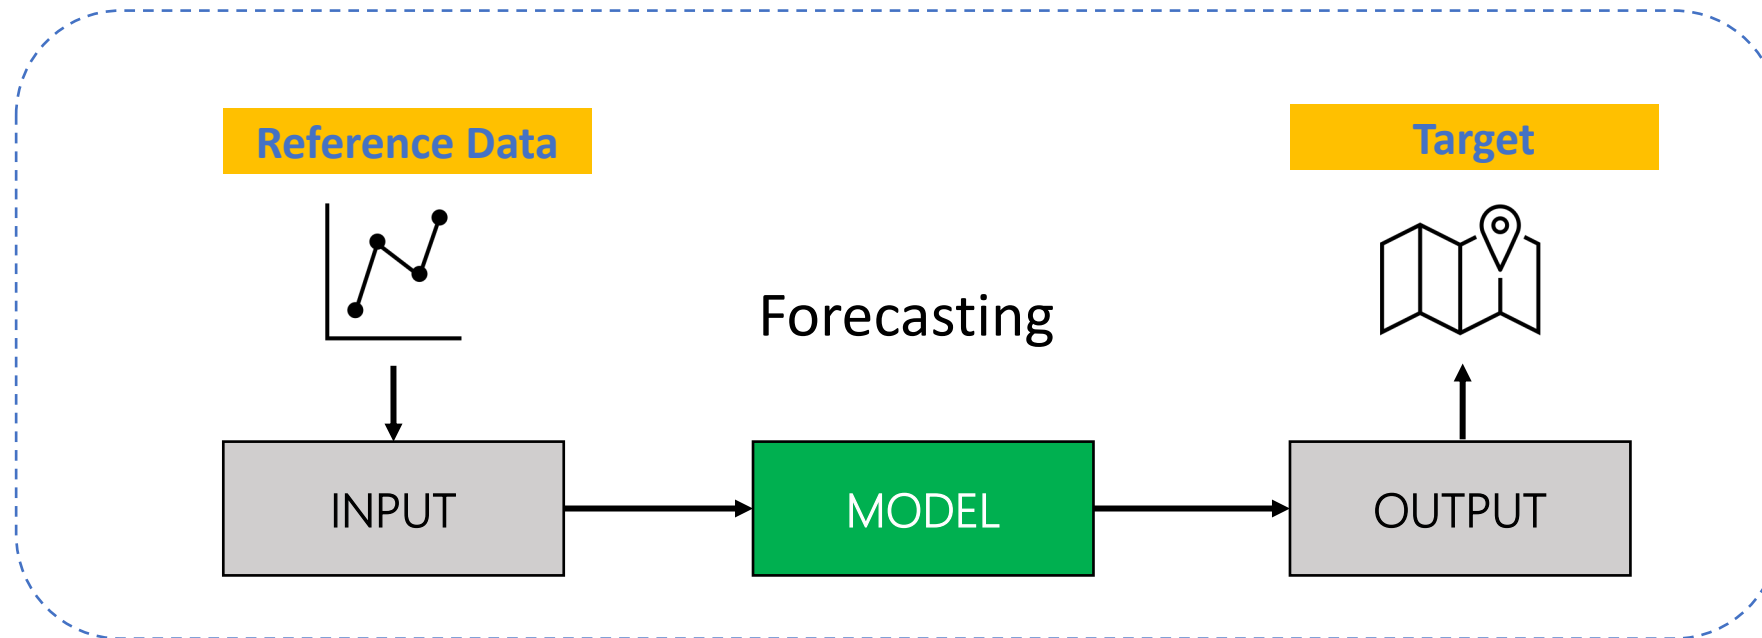 Reference Data
Target
Forecasting
INPUT
MODEL
OUTPUT